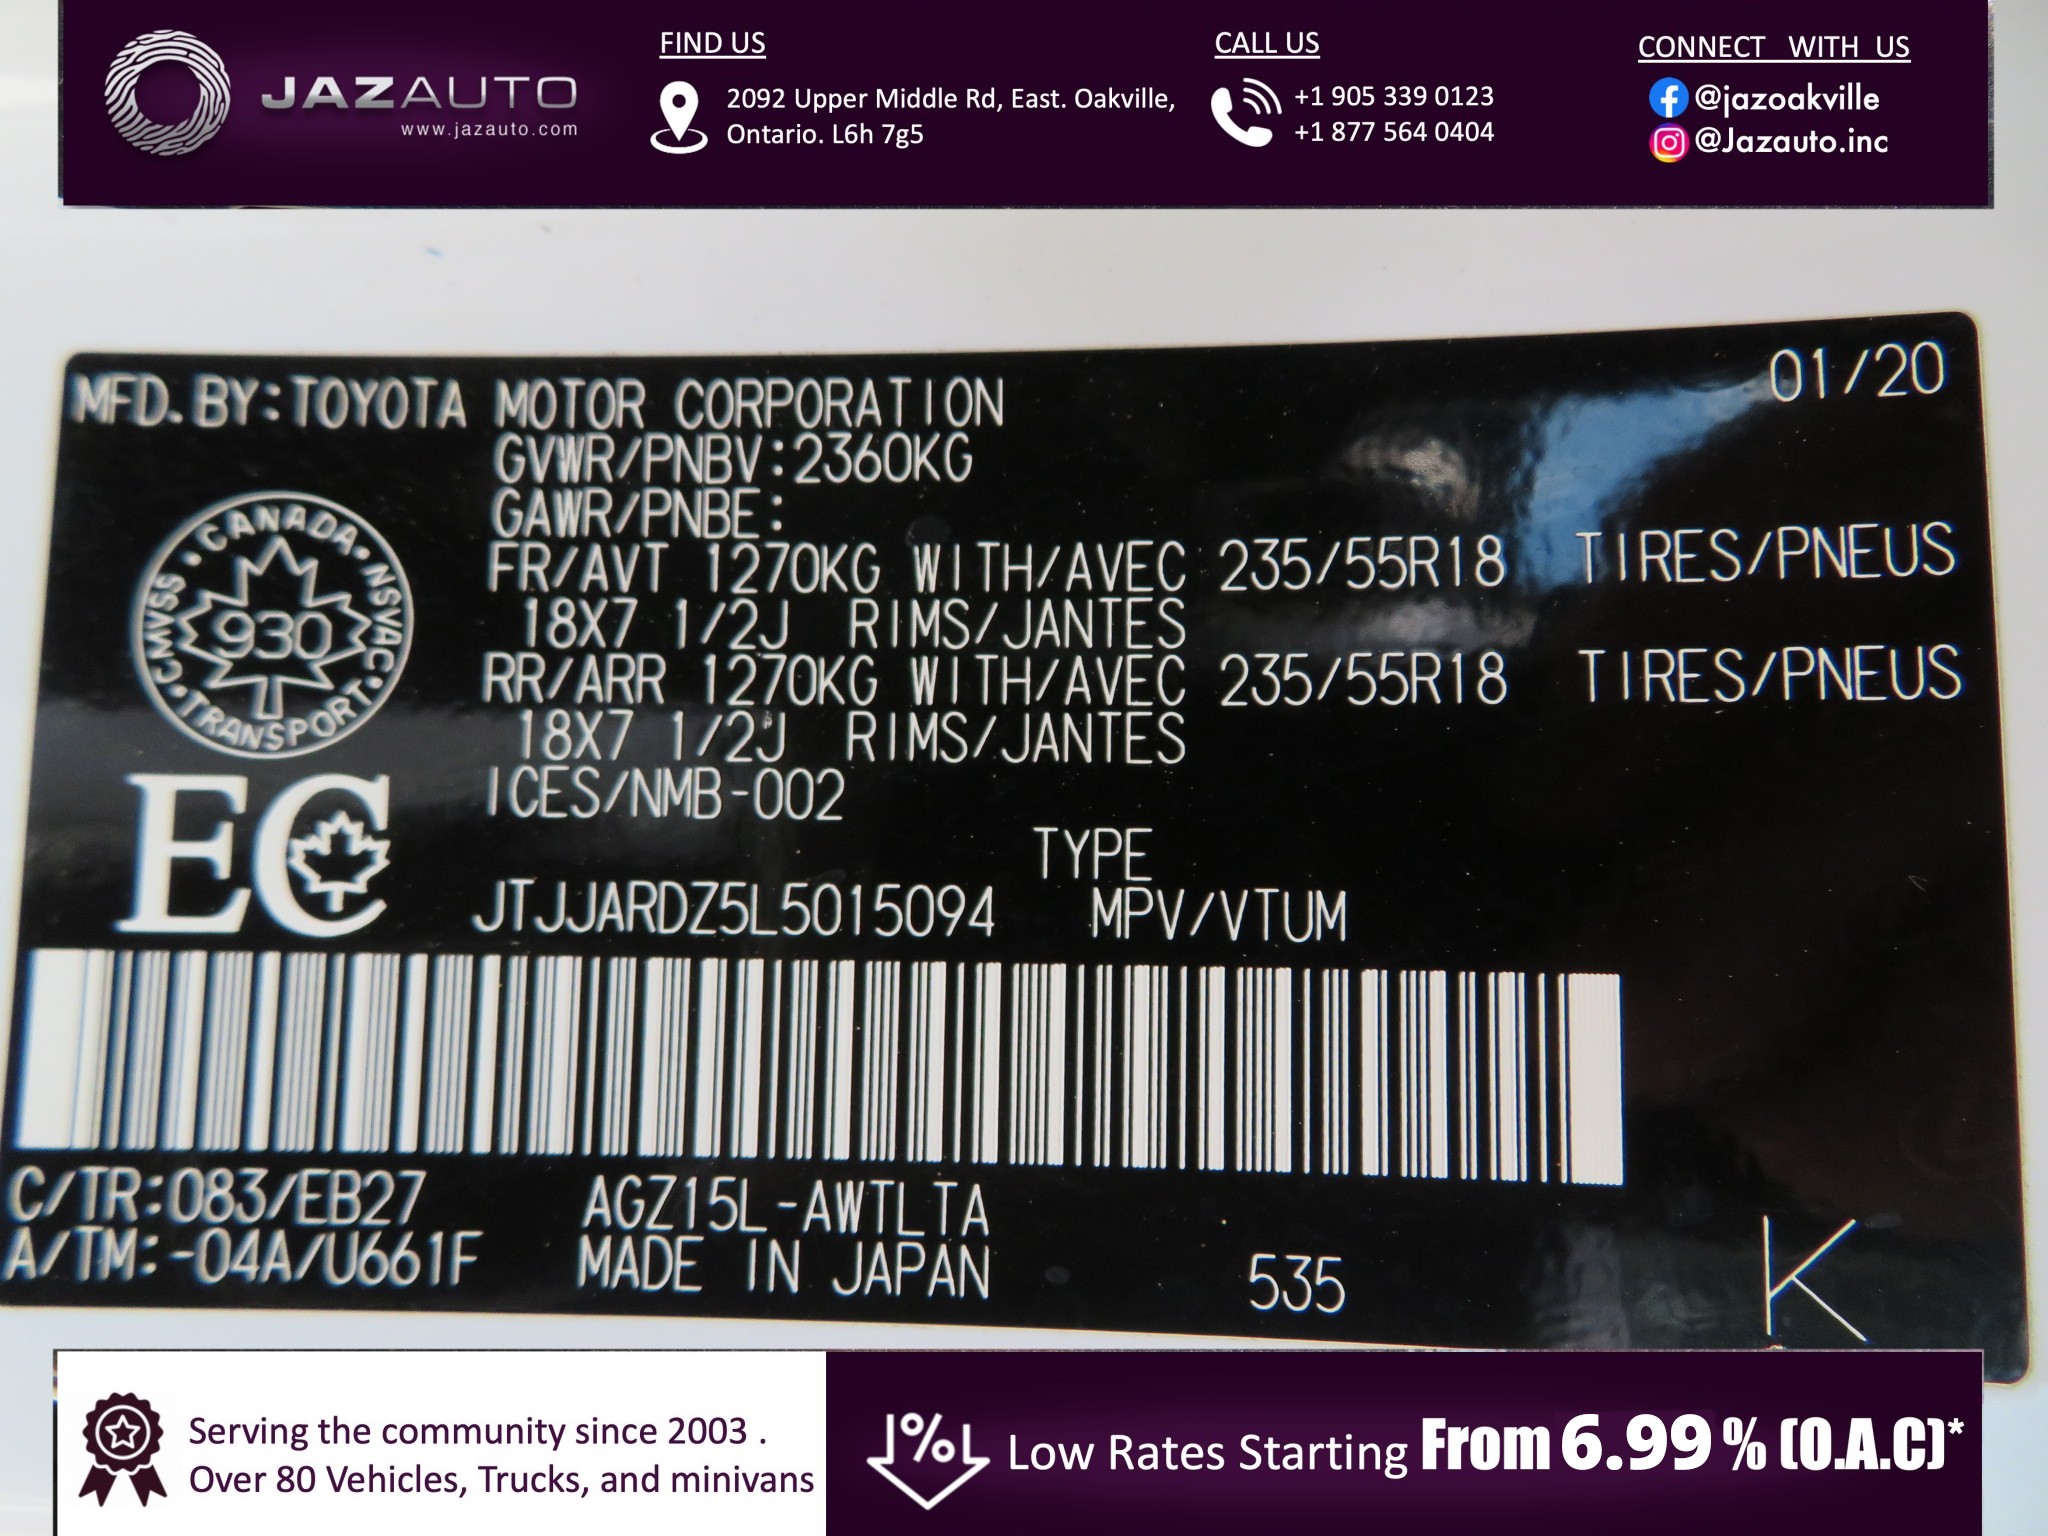 JAZAUTO
www.jazauto.com
FIND US
2092 Upper Middle Rd, East. Oakville,
Ontario. L6h 7g5
CALL US
+1 905 339 0123
+1 877 564 0404
CONNECT WITH US
@jazoakville
@Jazauto.inc
MFD. BY:TOYOTA MOTOR CORPORATION 01/20
GVWR/PNBV:2360KG
GAWR/PNBE:
FR/AVT 1270KG WITH/AVEC 235/55R18 TIRES/PNEUS
18X7 1/2J RIMS/JANTES
RR/ARR 1270KG WITH/AVEC 235/55R18 TIRES/PNEUS
18X7 1/2J RIMS/JANTES
ICES/NMB-002
CANADA
CMVSS
930
NSVAC
TRANSPORT
EC
TYPE
JTJJARDZ5L5015094 MPV/VTUM
C/TR:083/EB27 AGZ15L-AWTLTA
A/TM:-04A/U661F MADE IN JAPAN 535 K
Serving the community since 2003 .
Over 80 Vehicles, Trucks, and minivans
% Low Rates Starting From 6.99 % (O.A.C)*